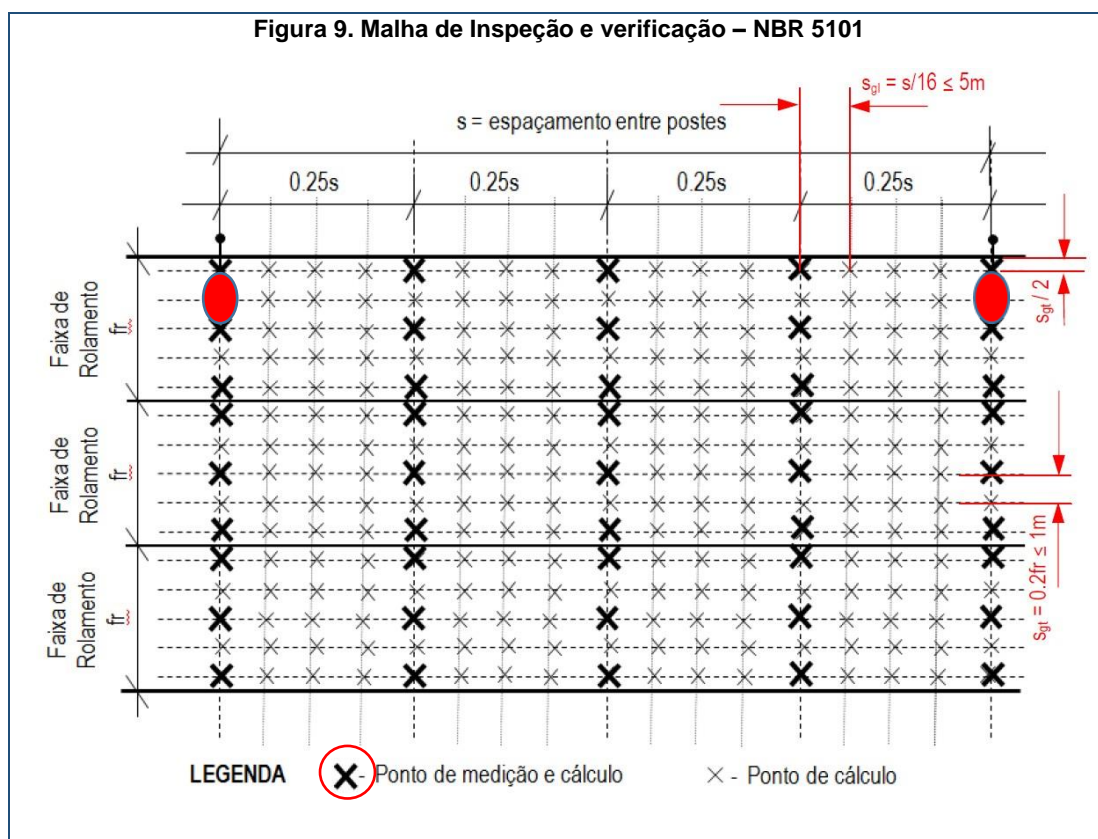 Figura 9. Malha de Inspeção e verificação – NBR 5101
s_gl = s/16 ≤ 5m
s = espaçamento entre postes
0.25s
0.25s
0.25s
0.25s
s_gt / 2
Faixa de
Rolamento
fr
Faixa de
Rolamento
fr
s_gt = 0.2fr ≤ 1m
Faixa de
Rolamento
fr
LEGENDA
X - Ponto de medição e cálculo
× - Ponto de cálculo